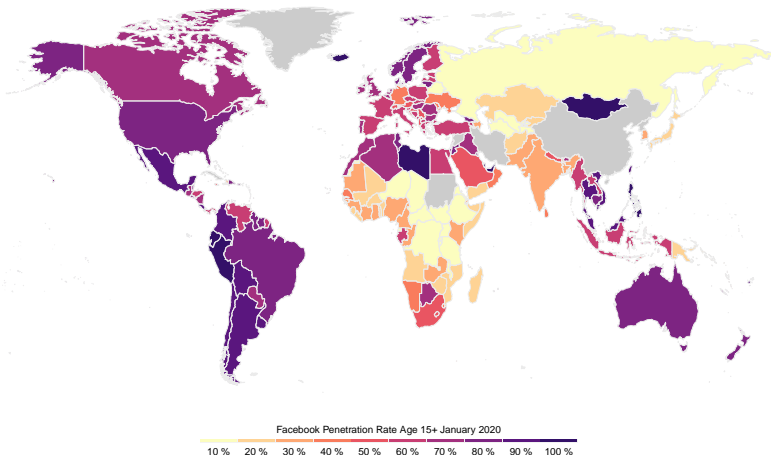 Facebook Penetration Rate Age 15+ January 2020
10 % 20 % 30 % 40 % 50 % 60 % 70 % 80 % 90 % 100 %